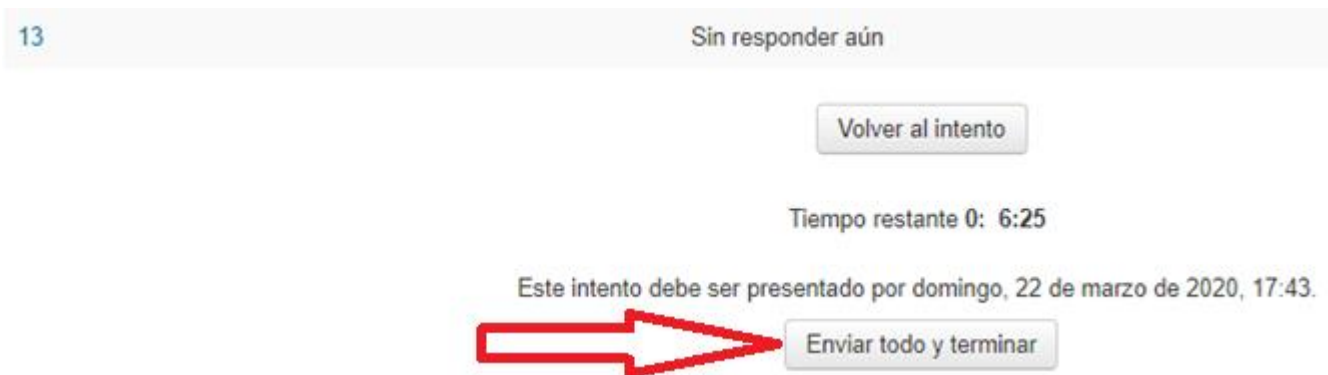 13 Sin responder aún
Volver al intento
Tiempo restante 0: 6:25
Este intento debe ser presentado por domingo, 22 de marzo de 2020, 17:43.
Enviar todo y terminar